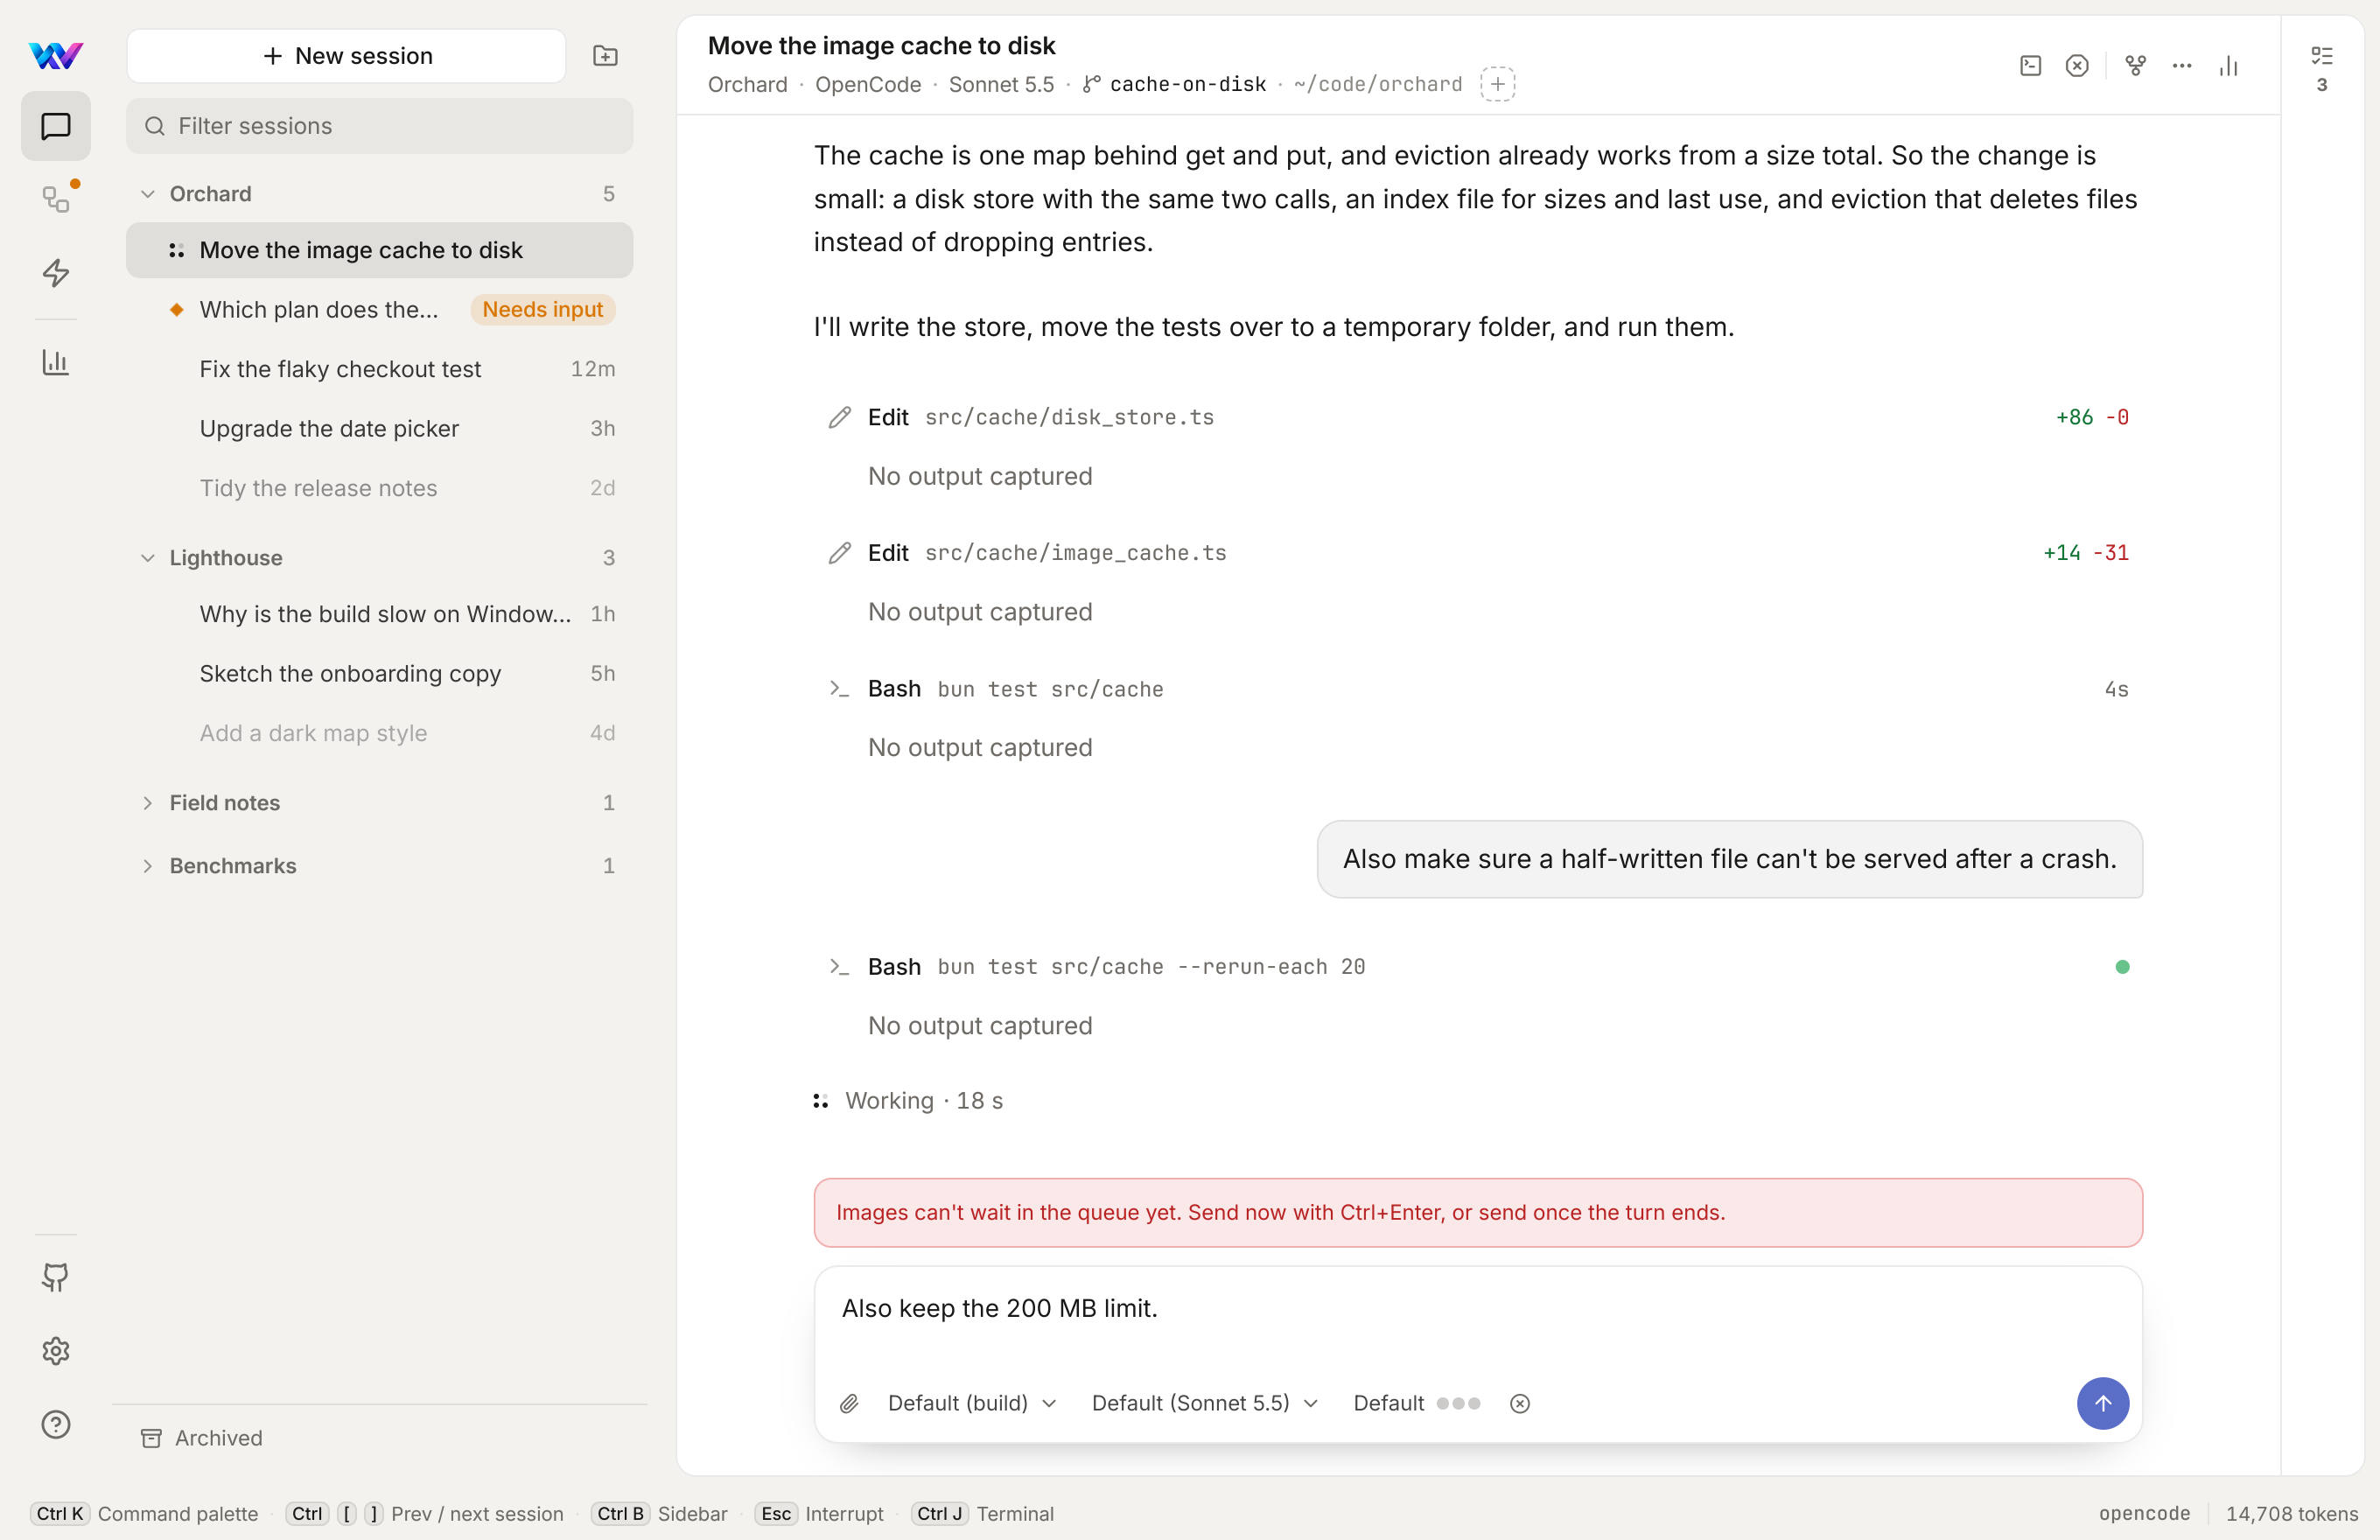 New session
Filter sessions
Orchard 5
Move the image cache to disk
Which plan does the... Needs input
Fix the flaky checkout test 12m
Upgrade the date picker 3h
Tidy the release notes 2d
Lighthouse 3
Why is the build slow on Window... 1h
Sketch the onboarding copy 5h
Add a dark map style 4d
Field notes 1
Benchmarks 1
Archived
Move the image cache to disk
Orchard · OpenCode · Sonnet 5.5 · cache-on-disk · ~/code/orchard
3
The cache is one map behind get and put, and eviction already works from a size total. So the change is
small: a disk store with the same two calls, an index file for sizes and last use, and eviction that deletes files
instead of dropping entries.
I'll write the store, move the tests over to a temporary folder, and run them.
Edit src/cache/disk_store.ts +86 -0
No output captured
Edit src/cache/image_cache.ts +14 -31
No output captured
Bash bun test src/cache 4s
No output captured
Also make sure a half-written file can't be served after a crash.
Bash bun test src/cache --rerun-each 20
No output captured
Working · 18 s
Images can't wait in the queue yet. Send now with Ctrl+Enter, or send once the turn ends.
Also keep the 200 MB limit.
Default (build) Default (Sonnet 5.5) Default
Ctrl K Command palette · Ctrl [ ] Prev / next session · Ctrl B Sidebar · Esc Interrupt · Ctrl J Terminal
opencode 14,708 tokens